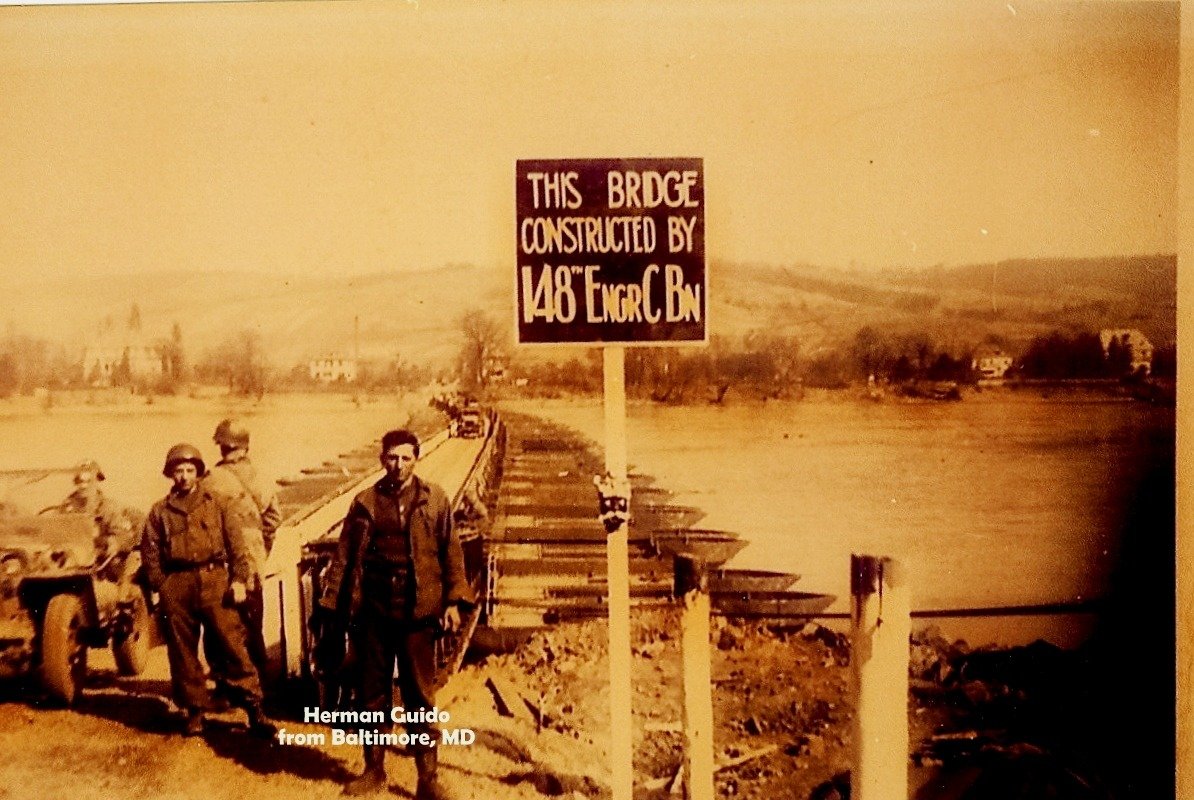 THIS BRIDGE
CONSTRUCTED BY
148TH ENGR C BN
Herman Guido
from Baltimore, MD